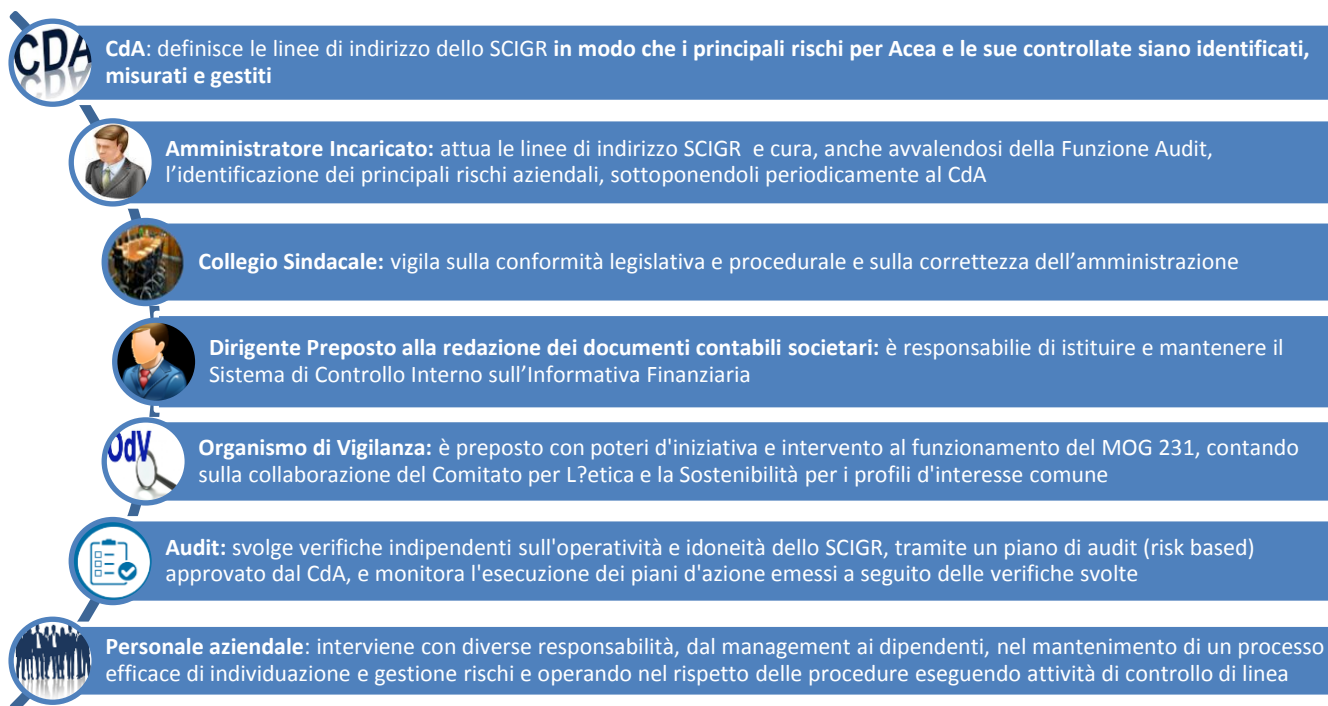 CDA
CdA: definisce le linee di indirizzo dello SCIGR in modo che i principali rischi per Acea e le sue controllate siano identificati,
misurati e gestiti
Amministratore Incaricato: attua le linee di indirizzo SCIGR e cura, anche avvalendosi della Funzione Audit,
l’identificazione dei principali rischi aziendali, sottoponendoli periodicamente al CdA
Collegio Sindacale: vigila sulla conformità legislativa e procedurale e sulla correttezza dell’amministrazione
Dirigente Preposto alla redazione dei documenti contabili societari: è responsabilie di istituire e mantenere il
Sistema di Controllo Interno sull’Informativa Finanziaria
OdV
Organismo di Vigilanza: è preposto con poteri d'iniziativa e intervento al funzionamento del MOG 231, contando
sulla collaborazione del Comitato per L?etica e la Sostenibilità per i profili d'interesse comune
Audit: svolge verifiche indipendenti sull'operatività e idoneità dello SCIGR, tramite un piano di audit (risk based)
approvato dal CdA, e monitora l'esecuzione dei piani d'azione emessi a seguito delle verifiche svolte
Personale aziendale: interviene con diverse responsabilità, dal management ai dipendenti, nel mantenimento di un processo
efficace di individuazione e gestione rischi e operando nel rispetto delle procedure eseguendo attività di controllo di linea